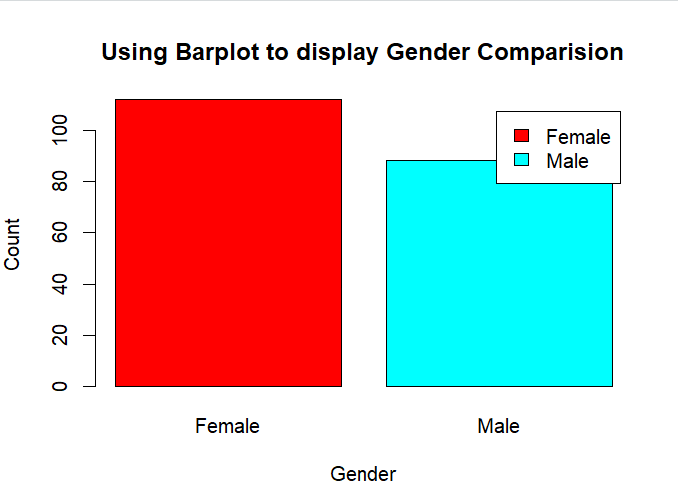 Using Barplot to display Gender Comparision
Female
Male
100
80
60
40
20
0
Count
Female
Male
Gender